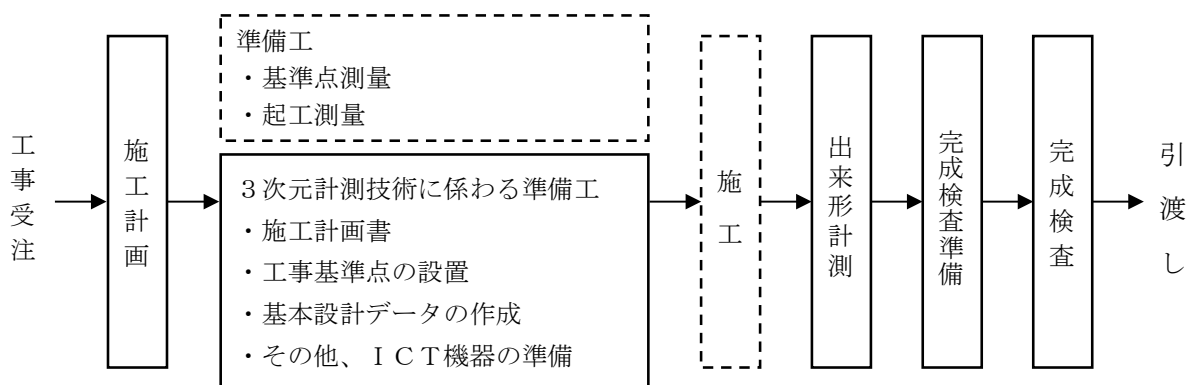 工事受注
施工計画
準備工
・基準点測量
・起工測量
３次元計測技術に係わる準備工
・施工計画書
・工事基準点の設置
・基本設計データの作成
・その他、ＩＣＴ機器の準備
施工
出来形計測
完成検査準備
完成検査
引渡し